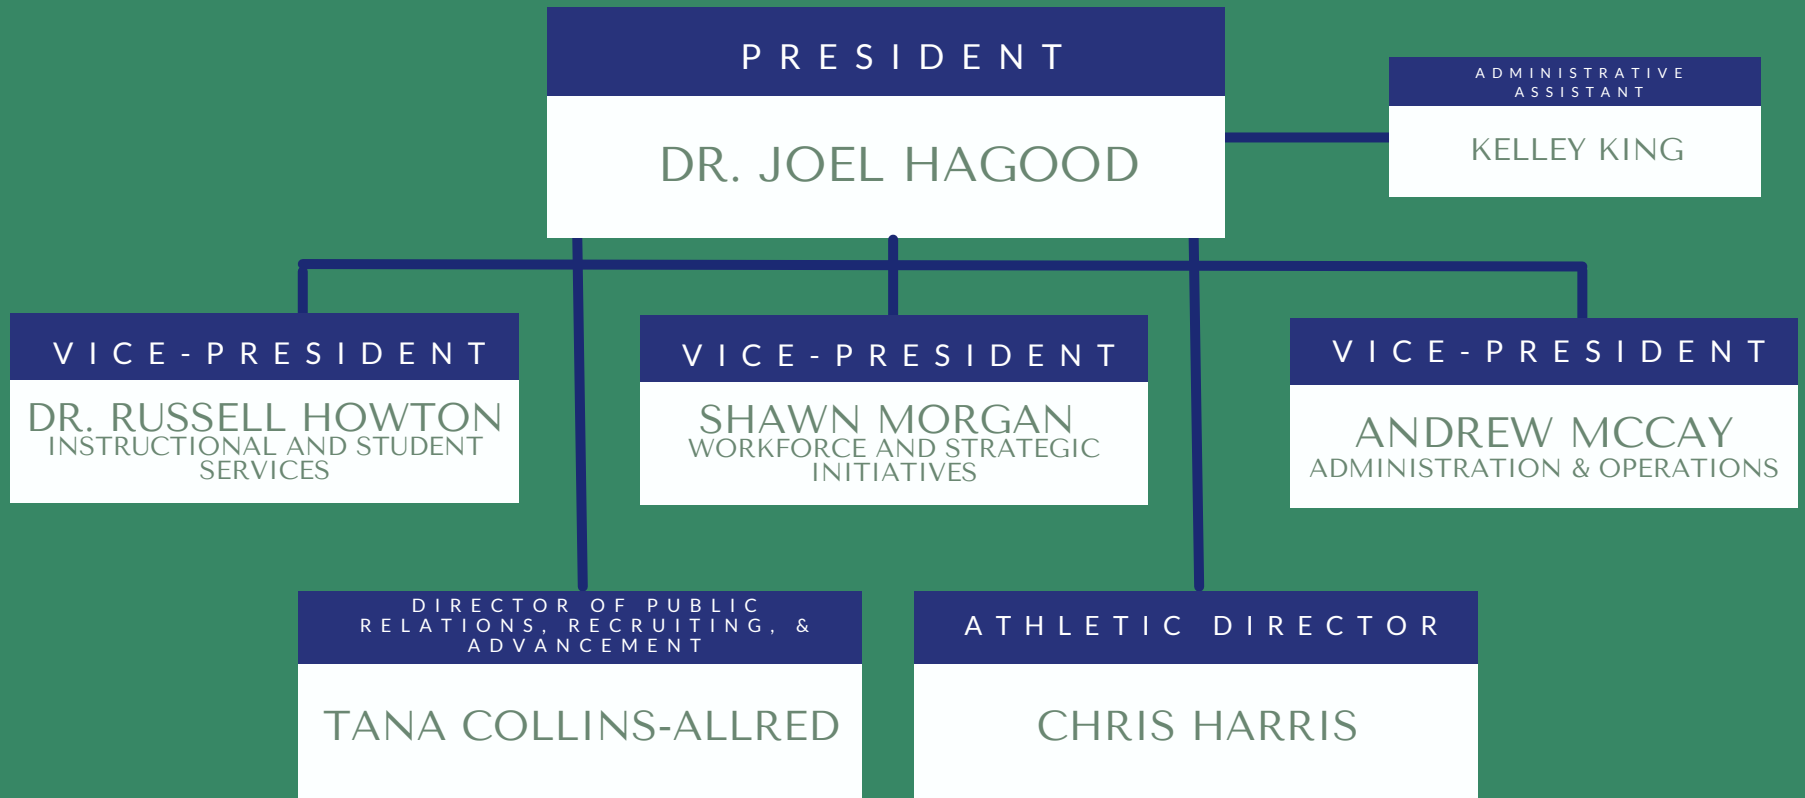 PRESIDENT
DR. JOEL HAGOOD
ADMINISTRATIVE
ASSISTANT
KELLEY KING
VICE-PRESIDENT
DR. RUSSELL HOWTON
INSTRUCTIONAL AND STUDENT
SERVICES
VICE-PRESIDENT
SHAWN MORGAN
WORKFORCE AND STRATEGIC
INITIATIVES
VICE-PRESIDENT
ANDREW MCCAY
ADMINISTRATION & OPERATIONS
DIRECTOR OF PUBLIC
RELATIONS, RECRUITING, &
ADVANCEMENT
TANA COLLINS-ALLRED
ATHLETIC DIRECTOR
CHRIS HARRIS